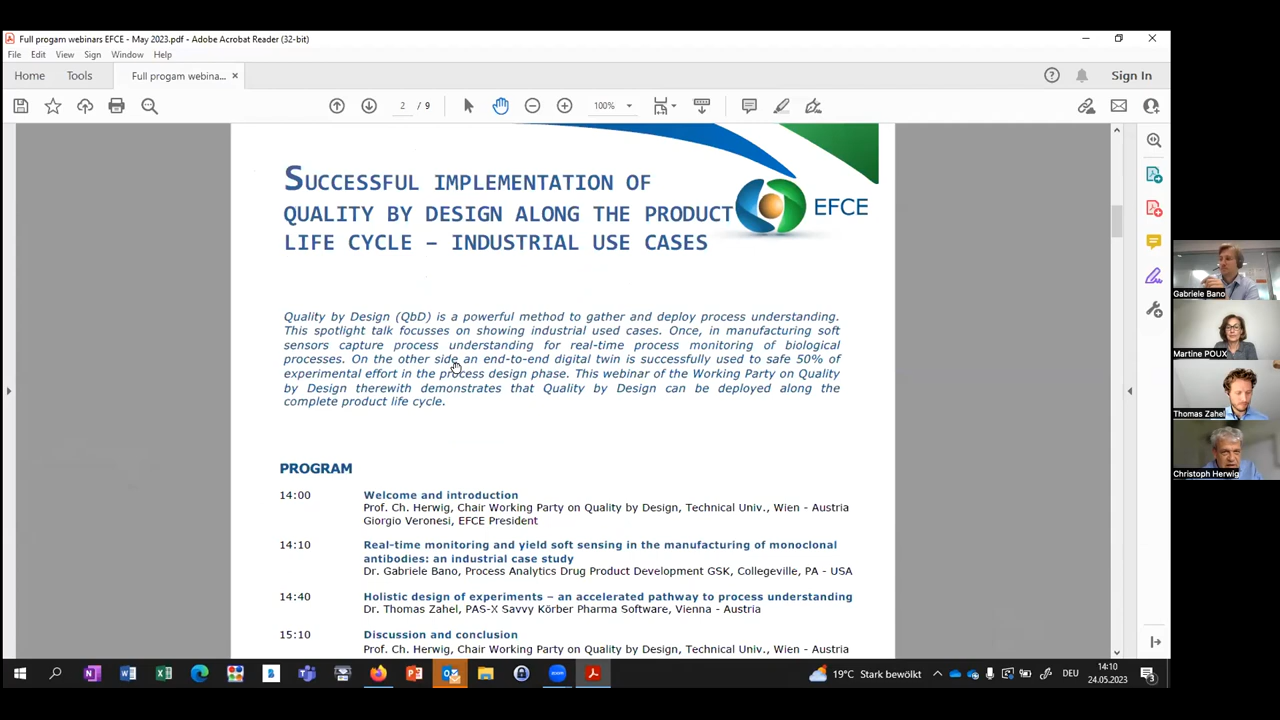 Full progam webinars EFCE - May 2023.pdf - Adobe Acrobat Reader (32-bit)
File Edit View Sign Window Help
Home Tools Full progam webina... × Sign In
2 / 9 100%
SUCCESSFUL IMPLEMENTATION OF
QUALITY BY DESIGN ALONG THE PRODUCT
LIFE CYCLE – INDUSTRIAL USE CASES
EFCE
Quality by Design (QbD) is a powerful method to gather and deploy process understanding.
This spotlight talk focusses on showing industrial used cases. Once, in manufacturing soft
sensors capture process understanding for real-time process monitoring of biological
processes. On the other side an end-to-end digital twin is successfully used to safe 50% of
experimental effort in the process design phase. This webinar of the Working Party on Quality
by Design therewith demonstrates that Quality by Design can be deployed along the
complete product life cycle.
PROGRAM
14:00 Welcome and introduction
Prof. Ch. Herwig, Chair Working Party on Quality by Design, Technical Univ., Wien - Austria
Giorgio Veronesi, EFCE President
14:10 Real-time monitoring and yield soft sensing in the manufacturing of monoclonal
antibodies: an industrial case study
Dr. Gabriele Bano, Process Analytics Drug Product Development GSK, Collegeville, PA - USA
14:40 Holistic design of experiments – an accelerated pathway to process understanding
Dr. Thomas Zahel, PAS-X Savvy Körber Pharma Software, Vienna - Austria
15:10 Discussion and conclusion
Prof. Ch. Herwig, Chair Working Party on Quality by Design, Technical Univ., Wien - Austria
Gabriele Bano
Martine POUX
Thomas Zahel
Christoph Herwig
19°C Stark bewölkt DEU 14:10
24.05.2023 3